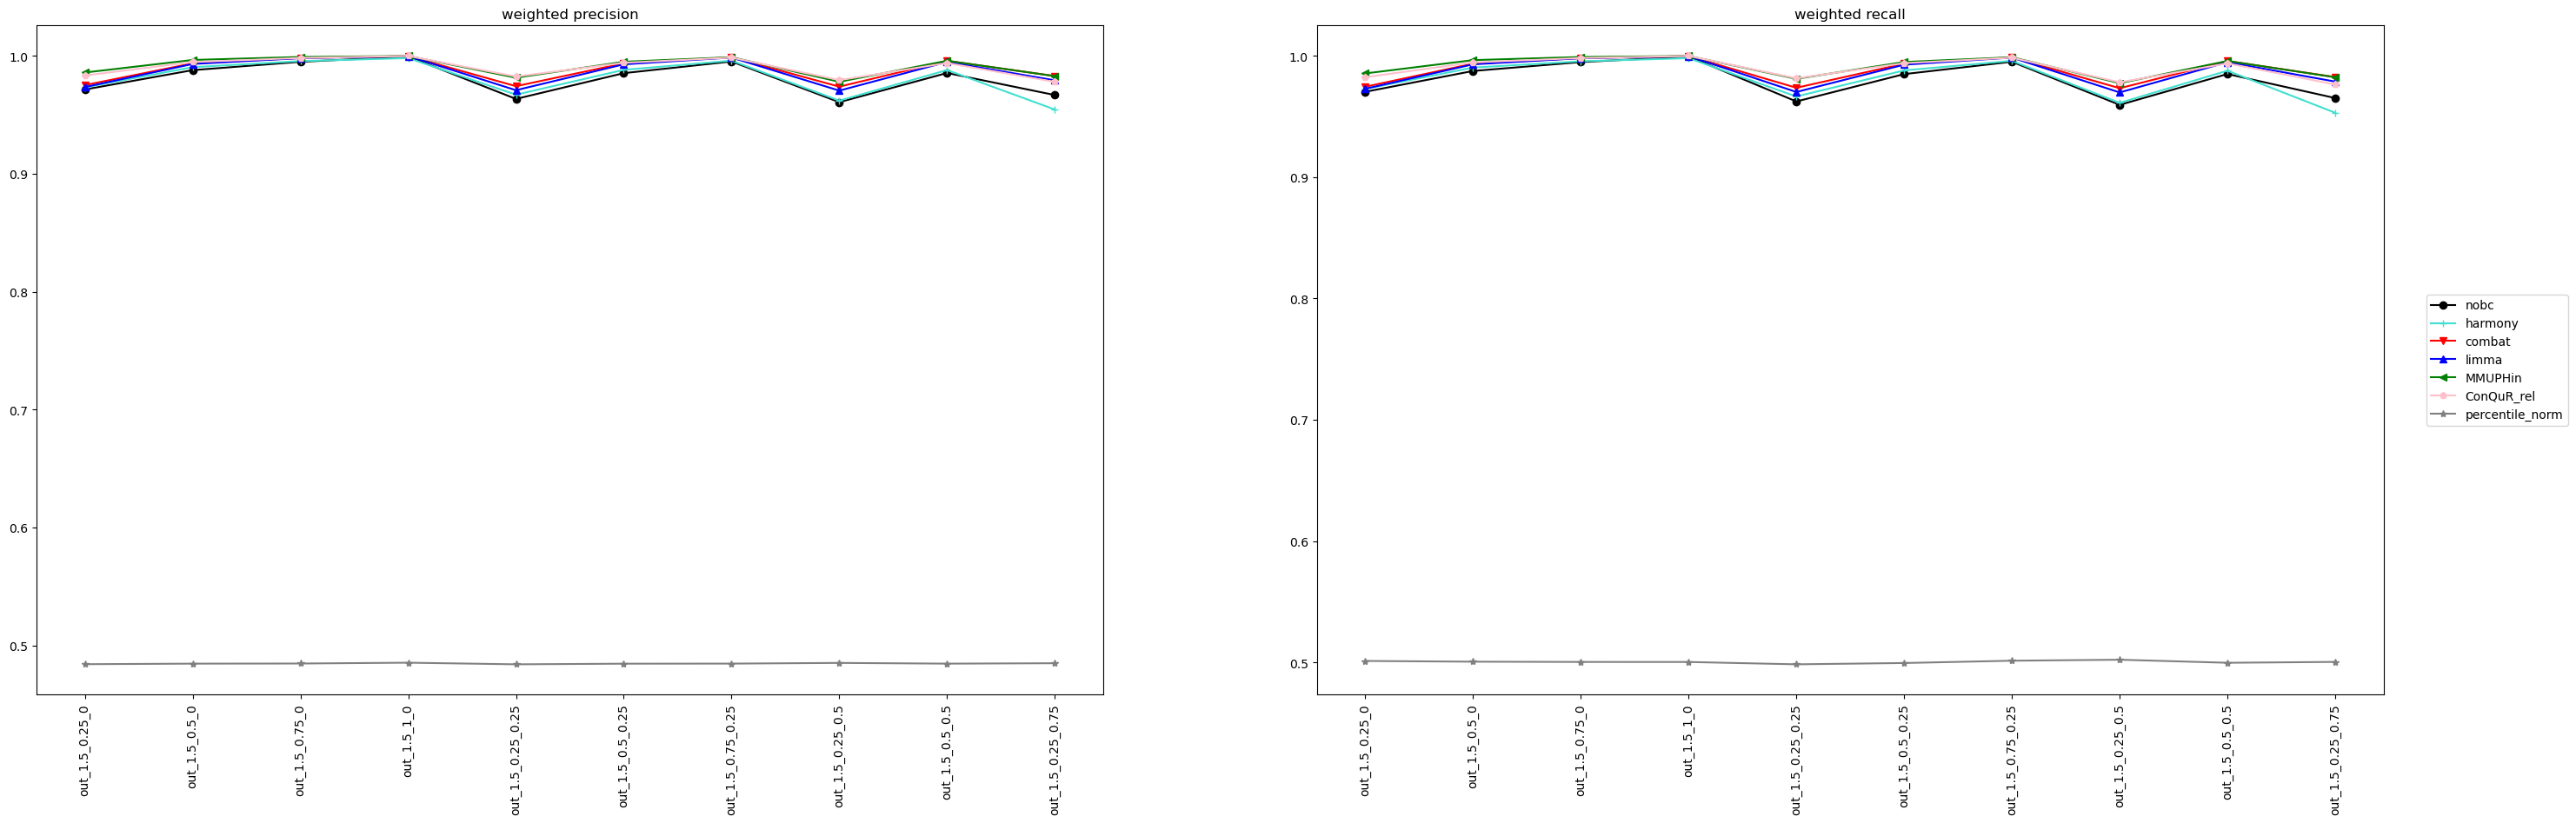 weighted precision
1.0
0.9
0.8
0.7
0.6
0.5
out_1.5_0.25_0
out_1.5_0.5_0
out_1.5_0.75_0
out_1.5_1_0
out_1.5_0.25_0.25
out_1.5_0.5_0.25
out_1.5_0.75_0.25
out_1.5_0.25_0.5
out_1.5_0.5_0.5
out_1.5_0.25_0.75
weighted recall
1.0
0.9
0.8
0.7
0.6
0.5
out_1.5_0.25_0
out_1.5_0.5_0
out_1.5_0.75_0
out_1.5_1_0
out_1.5_0.25_0.25
out_1.5_0.5_0.25
out_1.5_0.75_0.25
out_1.5_0.25_0.5
out_1.5_0.5_0.5
out_1.5_0.25_0.75
nobc
harmony
combat
limma
MMUPHin
ConQuR_rel
percentile_norm